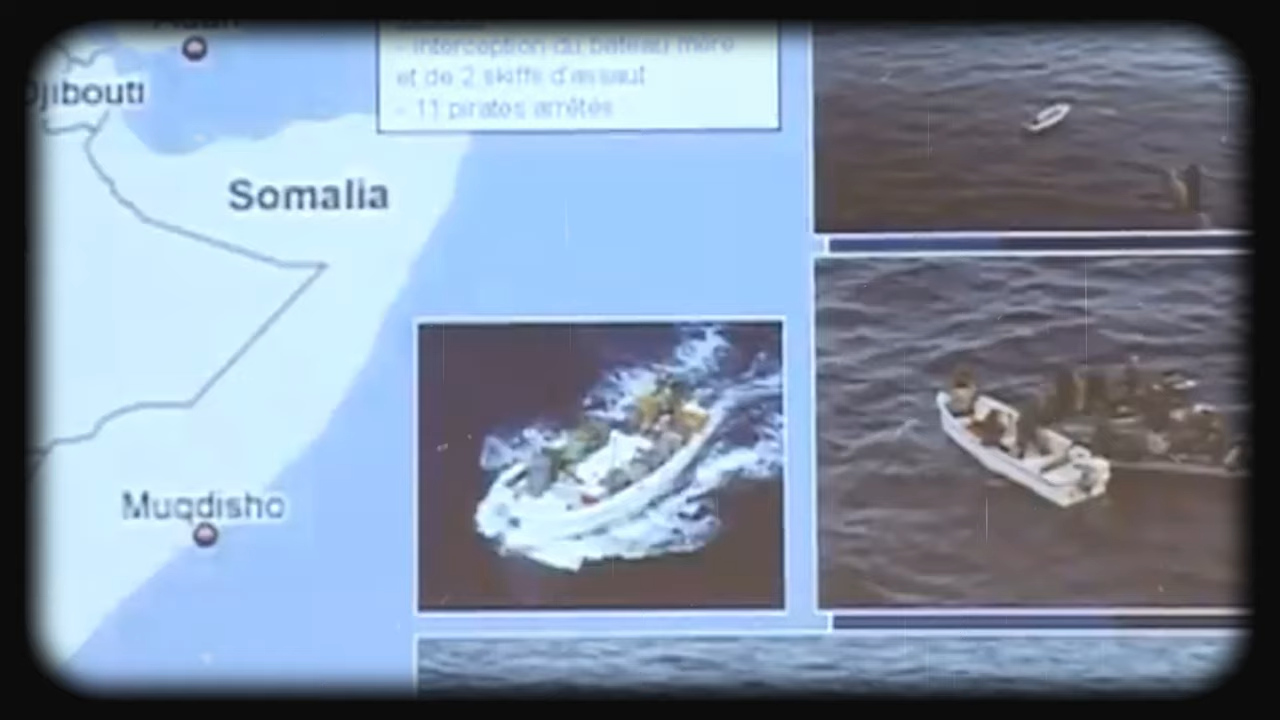 - interception du bateau mère
et de 2 skiffs d'assaut
- 11 pirates arrêtés
Djibouti
Somalia
Muqdisho